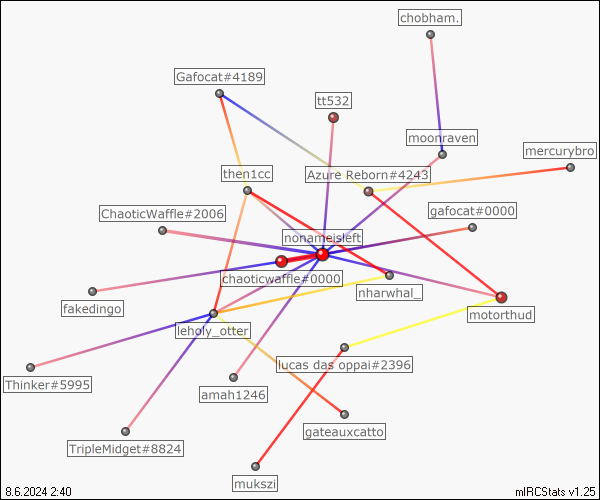 chobham.
Gafocat#4189
tt532
moonraven
mercurybro
then1cc
Azure Reborn#4243
ChaoticWaffle#2006
gafocat#0000
nonameisleft
chaoticwaffle#0000
nharwhal_
fakedingo
motorthud
leholy_otter
lucas das oppai#2396
Thinker#5995
amah1246
gateauxcatto
TripleMidget#8824
mukszi
8.6.2024 2:40
mIRCStats v1.25